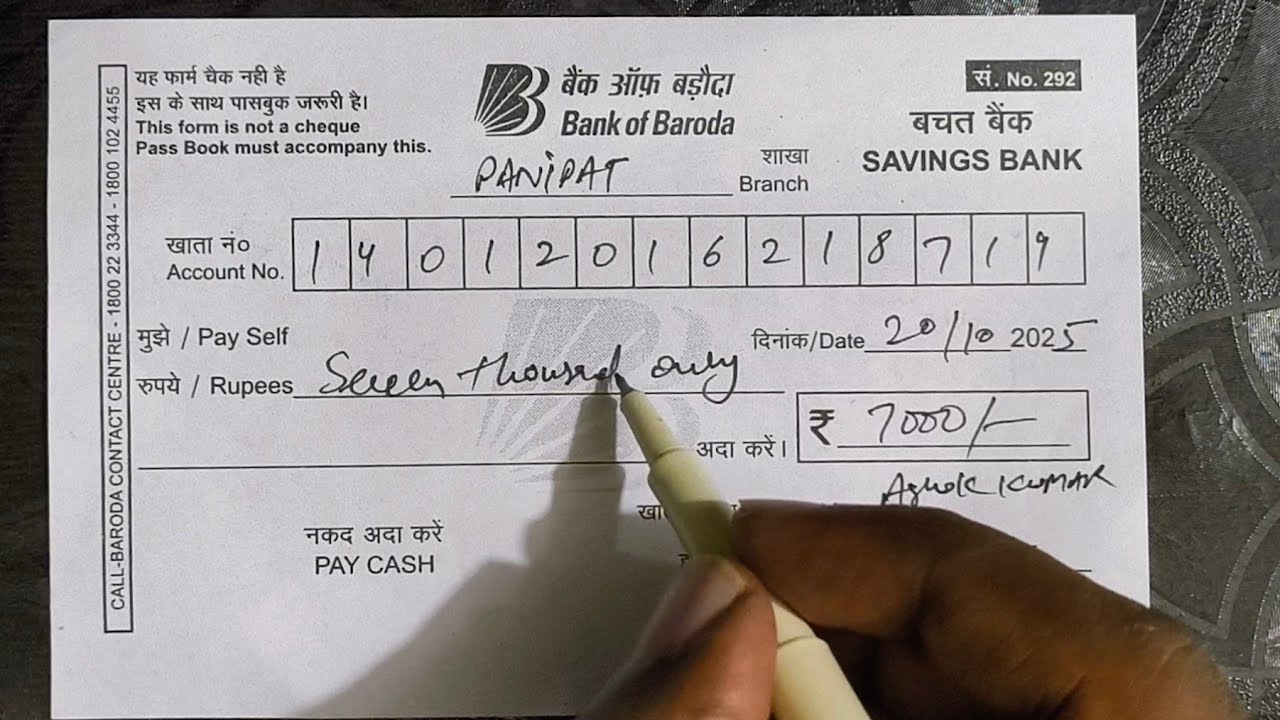 यह फार्म चैक नही है
इस के साथ पासबुक जरूरी है।
This form is not a cheque
Pass Book must accompany this.
बैंक ऑफ़ बड़ौदा
Bank of Baroda
सं. No. 292
बचत बैंक
SAVINGS BANK
PANiPAT शाखा
Branch
खाता नं०
Account No. 1 4 0 1 2 0 1 6 2 1 8 7 1 9
मुझे / Pay Self
दिनांक/Date 20/10 2025
रुपये / Rupees Seven thousand only
अदा करें।
₹ 7000/-
Ashok KUMAR
नकद अदा करें
PAY CASH
CALL-BARODA CONTACT CENTRE - 1800 22 3344 - 1800 102 4455